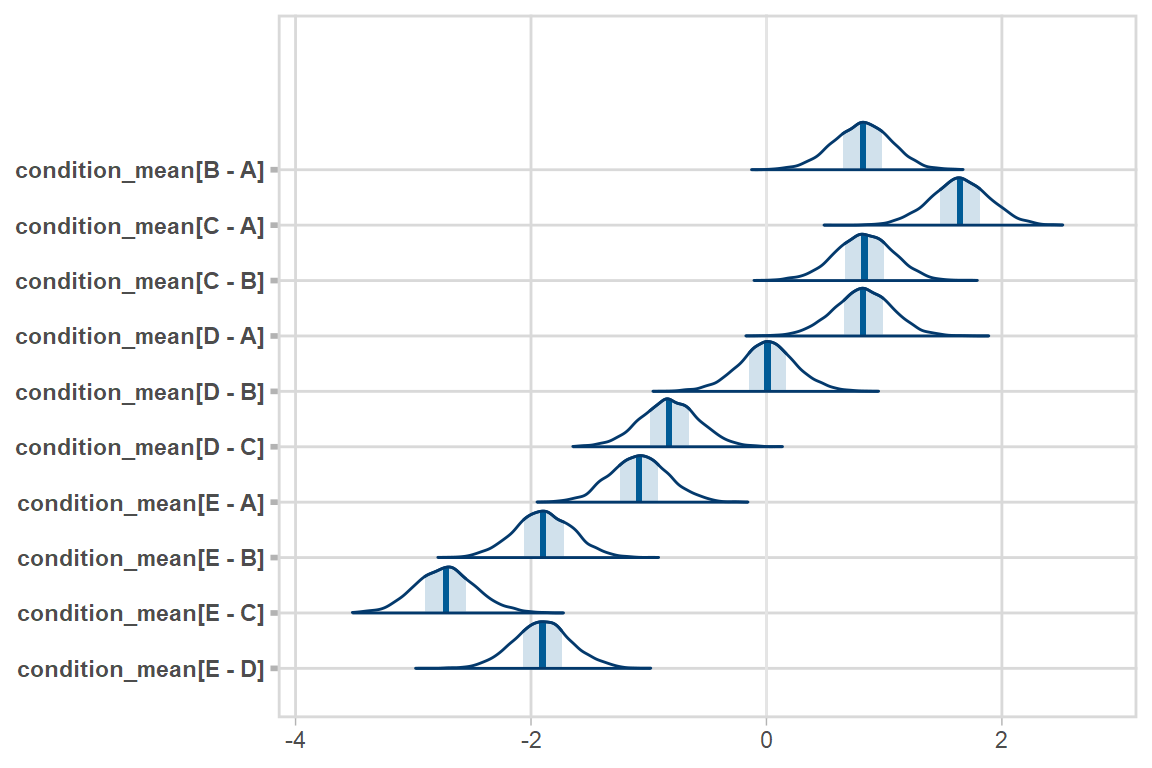 condition_mean[B - A]
condition_mean[C - A]
condition_mean[C - B]
condition_mean[D - A]
condition_mean[D - B]
condition_mean[D - C]
condition_mean[E - A]
condition_mean[E - B]
condition_mean[E - C]
condition_mean[E - D]
-4 -2 0 2